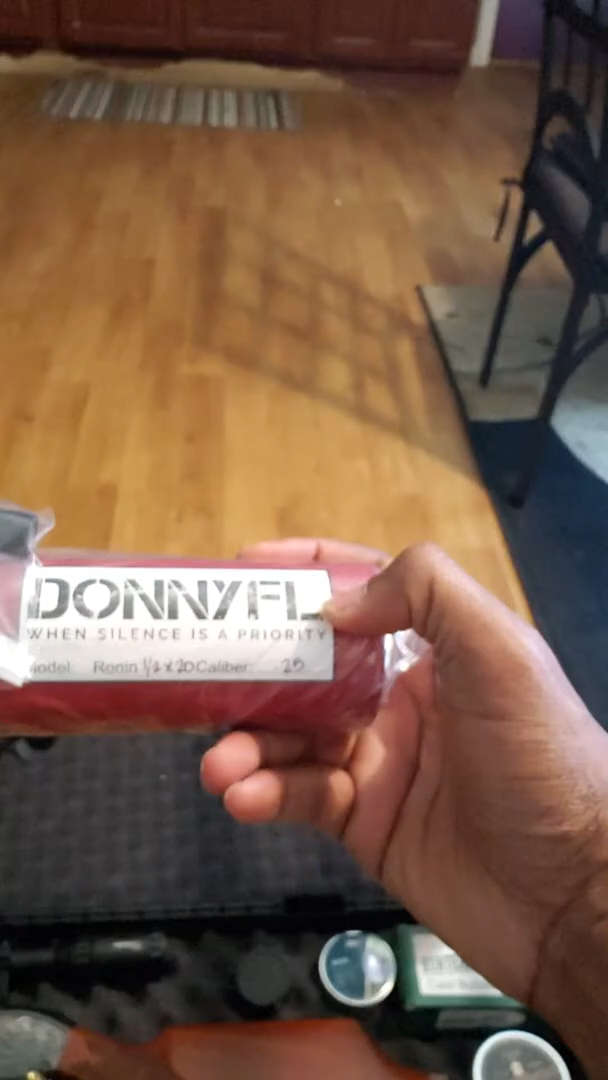 DONNYFL
WHEN SILENCE IS A PRIORITY
Model: Ronin 1/2 x 20 Caliber: .25